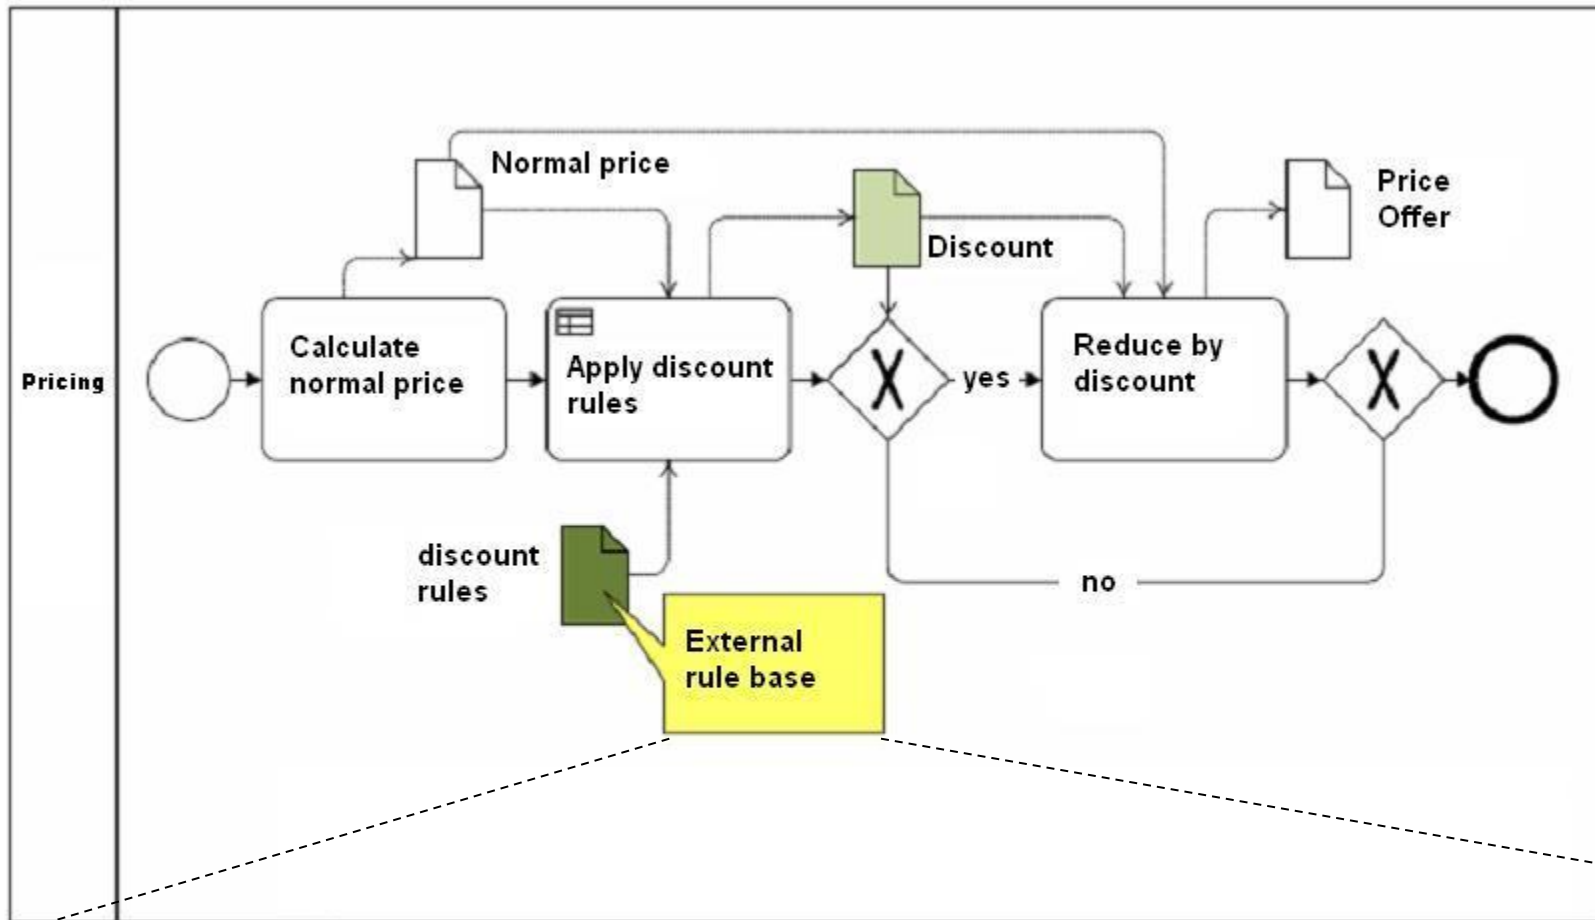 Pricing
Normal price
Price
Offer
Discount
Calculate
normal price
Apply discount
rules
X
yes
Reduce by
discount
X
discount
rules
no
External
rule base